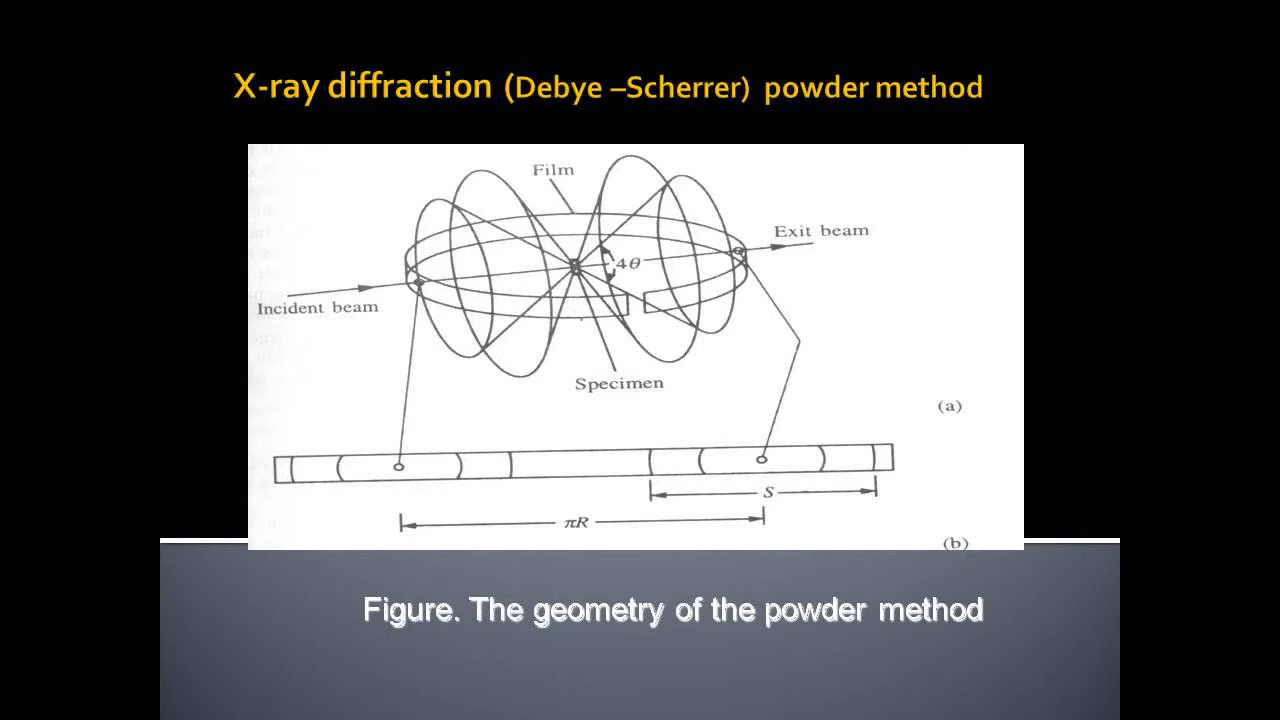 X-ray diffraction (Debye –Scherrer) powder method
Film
Exit beam
4θ
Incident beam
Specimen
(a)
S
πR
(b)
Figure. The geometry of the powder method